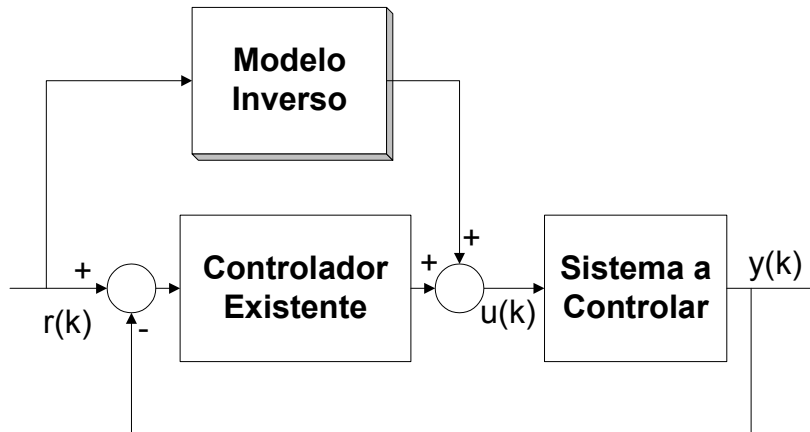 Modelo
Inverso
+
+
Controlador
Existente
+
Sistema a
Controlar
y(k)
r(k)
-
u(k)